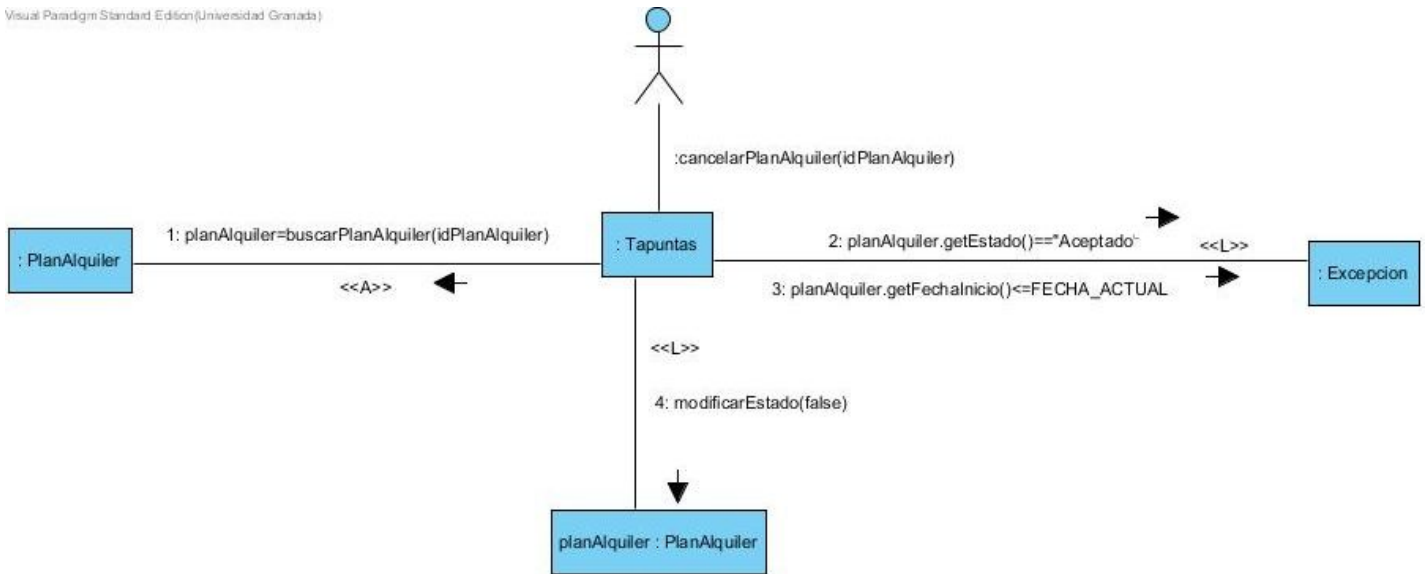 Visual Paradigm Standard Edition(Universidad Granada)
:cancelarPlanAlquiler(idPlanAlquiler)
: PlanAlquiler
1: planAlquiler=buscarPlanAlquiler(idPlanAlquiler)
<<A>>
: Tapuntas
2: planAlquiler.getEstado()=="Aceptado"
<<L>>
3: planAlquiler.getFechaInicio()<=FECHA_ACTUAL
: Excepcion
<<L>>
4: modificarEstado(false)
planAlquiler : PlanAlquiler